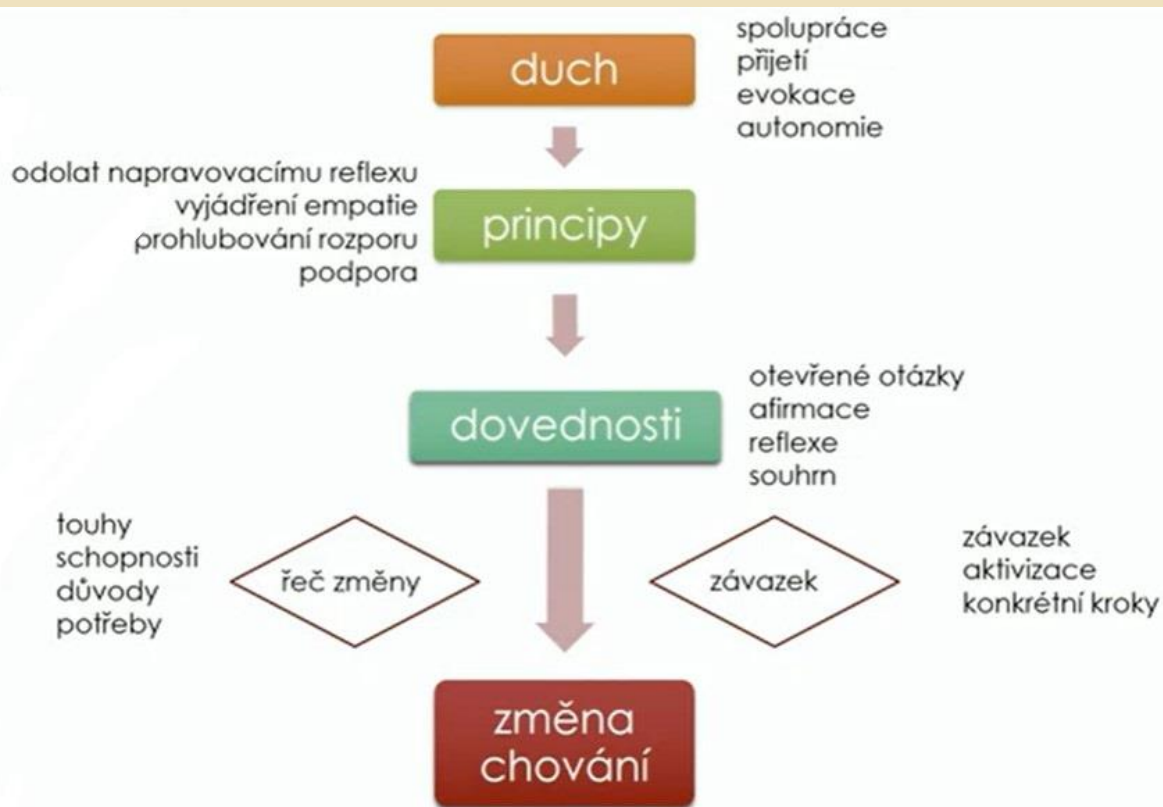 duch
spolupráce
přijetí
evokace
autonomie
odolat napravovacímu reflexu
vyjádření empatie
prohlubování rozporu
podpora
principy
dovednosti
otevřené otázky
afirmace
reflexe
souhrn
touhy
schopnosti
důvody
potřeby
řeč změny
závazek
závazek
aktivizace
konkrétní kroky
změna
chování